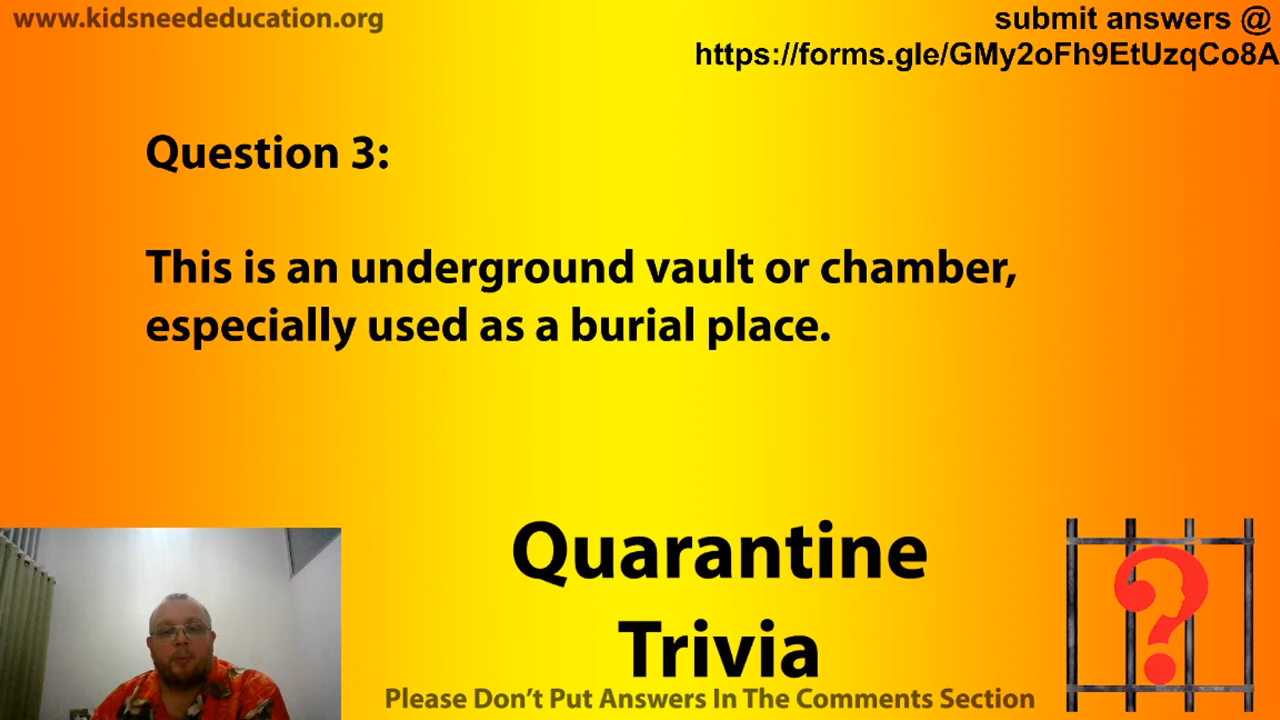 www.kidsneededucation.org
submit answers @
https://forms.gle/GMy2oFh9EtUzqCo8A
Question 3:
This is an underground vault or chamber,
especially used as a burial place.
Quarantine
Trivia
Please Don’t Put Answers In The Comments Section